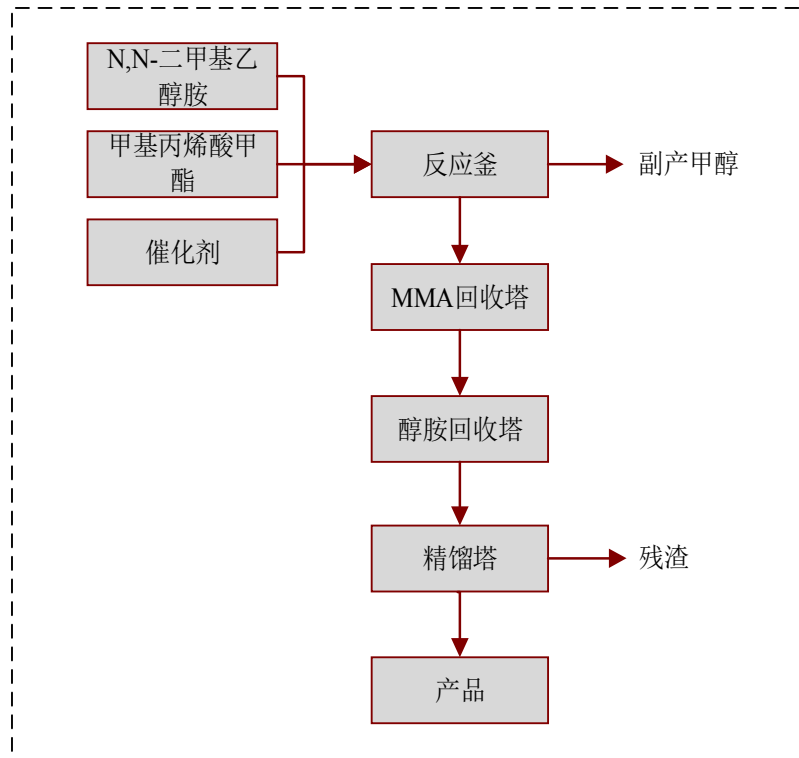 N,N-二甲基乙
醇胺
甲基丙烯酸甲
酯
催化剂
反应釜
副产甲醇
MMA回收塔
醇胺回收塔
精馏塔
残渣
产品